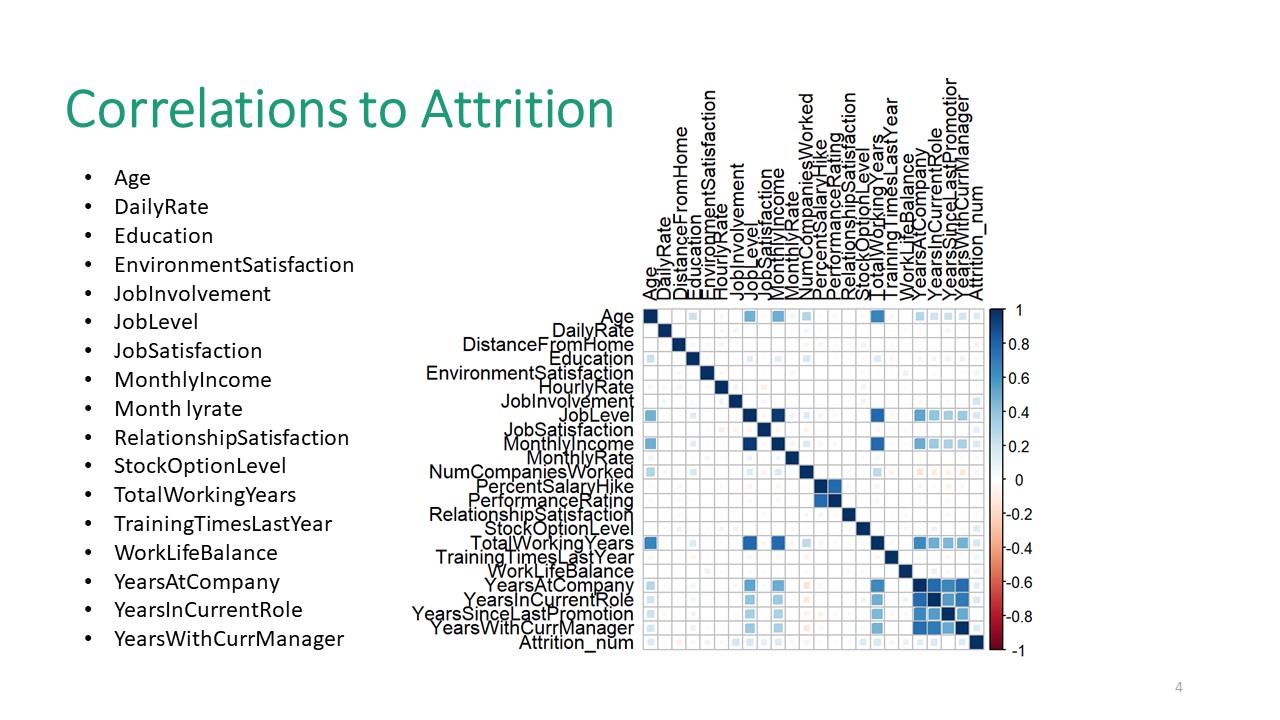 Correlations to Attrition
• Age
• DailyRate
• Education
• EnvironmentSatisfaction
• JobInvolvement
• JobLevel
• JobSatisfaction
• MonthlyIncome
• Month lyrate
• RelationshipSatisfaction
• StockOptionLevel
• TotalWorkingYears
• TrainingTimesLastYear
• WorkLifeBalance
• YearsAtCompany
• YearsInCurrentRole
• YearsWithCurrManager
Age
DailyRate
DistanceFromHome
Education
EnvironmentSatisfaction
HourlyRate
JobInvolvement
JobLevel
JobSatisfaction
MonthlyIncome
MonthlyRate
NumCompaniesWorked
PercentSalaryHike
PerformanceRating
RelationshipSatisfaction
StockOptionLevel
TotalWorkingYears
TrainingTimesLastYear
WorkLifeBalance
YearsAtCompany
YearsInCurrentRole
YearsSinceLastPromotion
YearsWithCurrManager
Attrition_num
Age
DailyRate
DistanceFromHome
Education
EnvironmentSatisfaction
HourlyRate
JobInvolvement
JobLevel
JobSatisfaction
MonthlyIncome
MonthlyRate
NumCompaniesWorked
PercentSalaryHike
PerformanceRating
RelationshipSatisfaction
StockOptionLevel
TotalWorkingYears
TrainingTimesLastYear
WorkLifeBalance
YearsAtCompany
YearsInCurrentRole
YearsSinceLastPromotion
YearsWithCurrManager
Attrition_num
1
0.8
0.6
0.4
0.2
0
-0.2
-0.4
-0.6
-0.8
-1
4